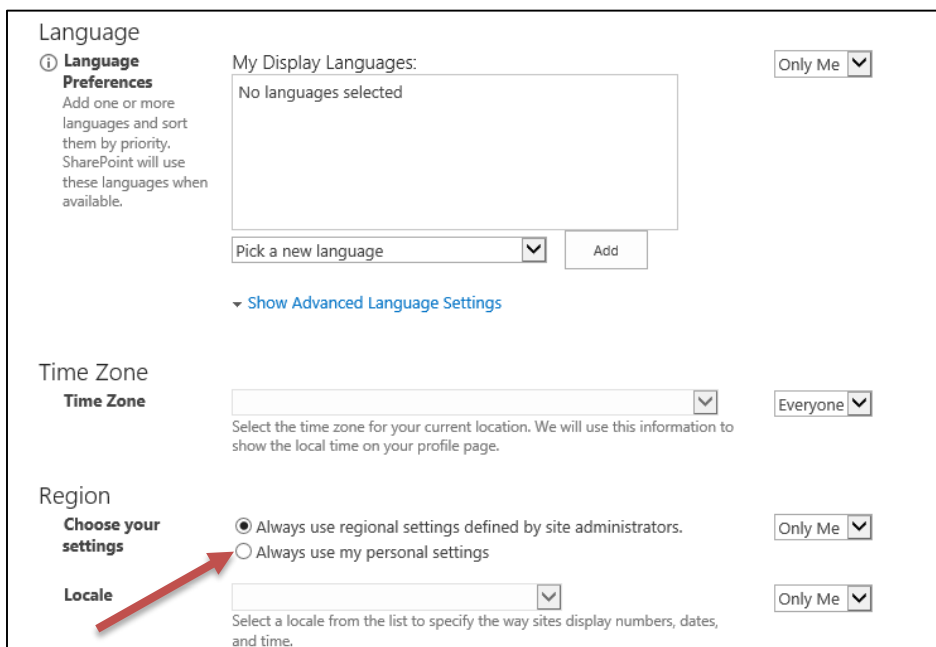 Language
Language
Preferences
Add one or more
languages and sort
them by priority.
SharePoint will use
these languages when
available.
My Display Languages:
No languages selected
Only Me
Pick a new language
Add
Show Advanced Language Settings
Time Zone
Time Zone
Select the time zone for your current location. We will use this information to
show the local time on your profile page.
Everyone
Region
Choose your
settings
Always use regional settings defined by site administrators.
Always use my personal settings
Only Me
Locale
Select a locale from the list to specify the way sites display numbers, dates,
and time.
Only Me